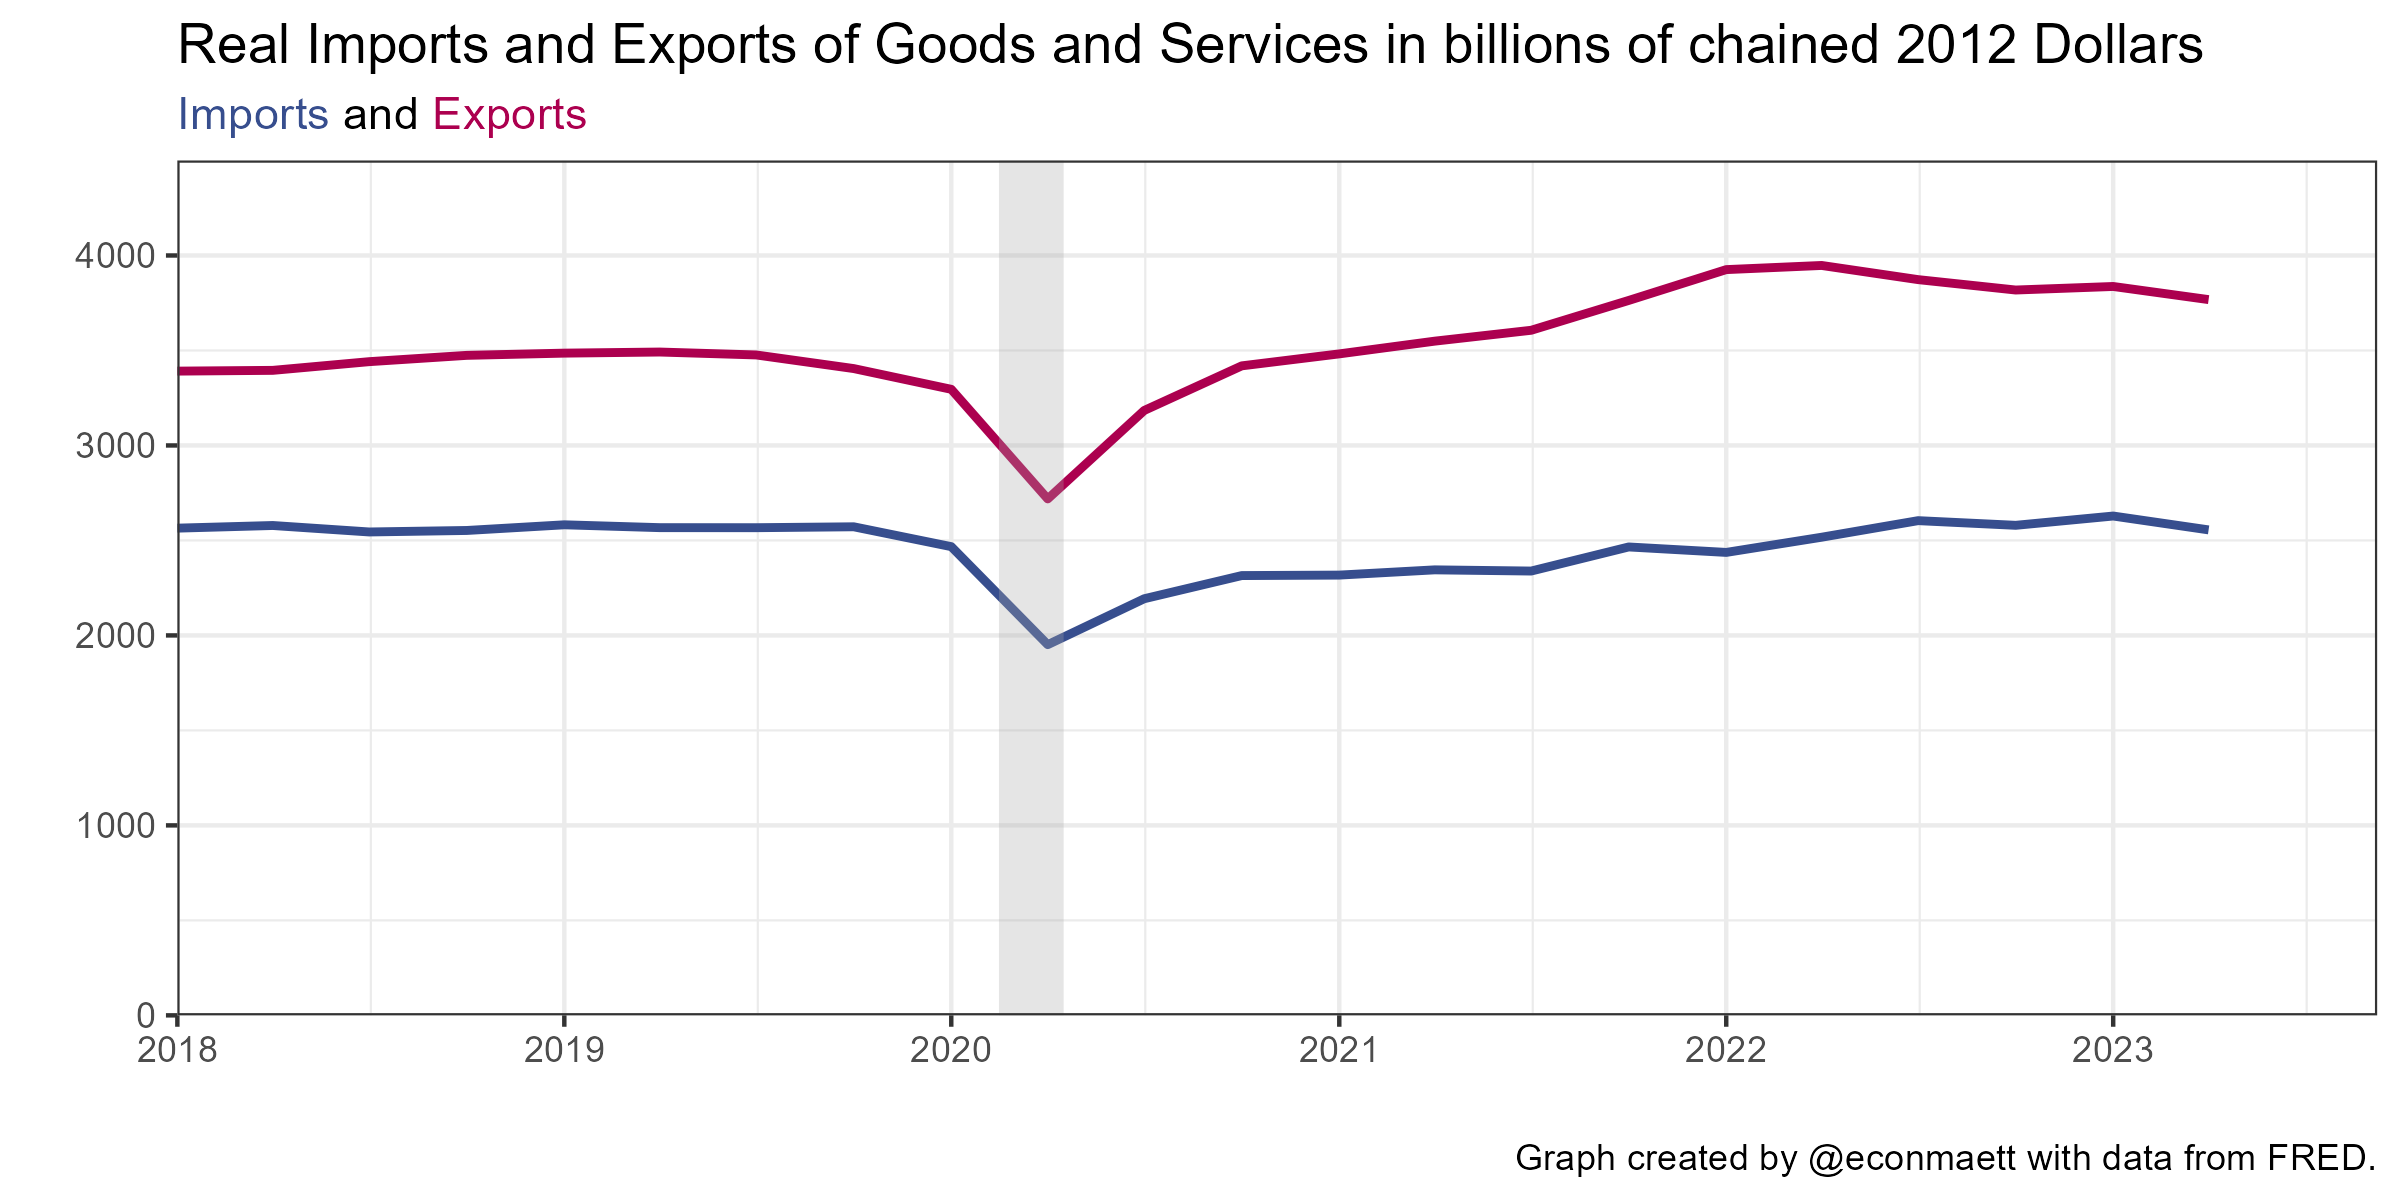 Real Imports and Exports of Goods and Services in billions of chained 2012 Dollars
Imports and Exports
4000
3000
2000
1000
0
2018 2019 2020 2021 2022 2023
Graph created by @econmaett with data from FRED.